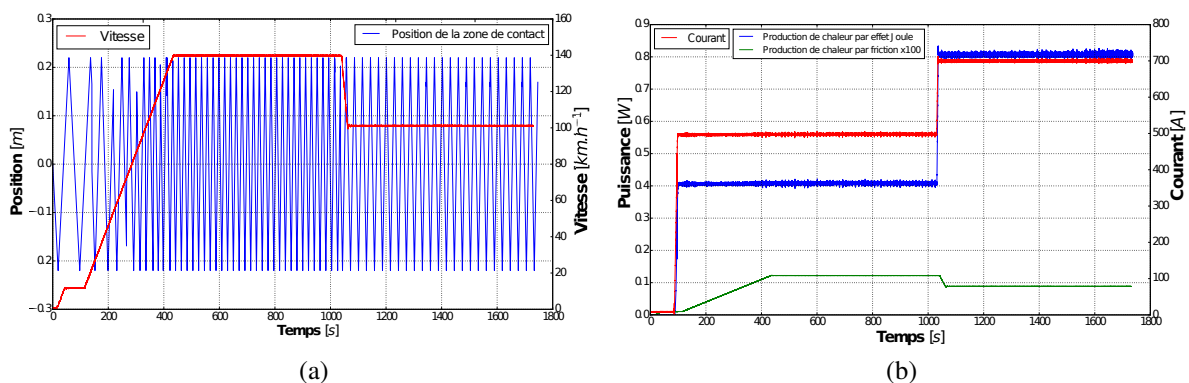 Vitesse
Position de la zone de contact
Position [m]
0.3
0.2
0.1
0.0
−0.1
0.2
−0.3
160
140
120
100
80
60
40
20
0
Vitesse [km.h⁻¹]
0 200 400 600 800 1000 1200 1400 1600 1800
Temps [s]
(a)
Courant
Production de chaleur par effet Joule
Production de chaleur par friction x100
Puissance [W]
0.9
0.8
0.7
0.6
0.5
0.4
0.3
0.2
0.1
0.0
800
700
600
500
400
300
200
100
0
Courant [A]
0 200 400 600 800 1000 1200 1400 1600 1800
Temps [s]
(b)